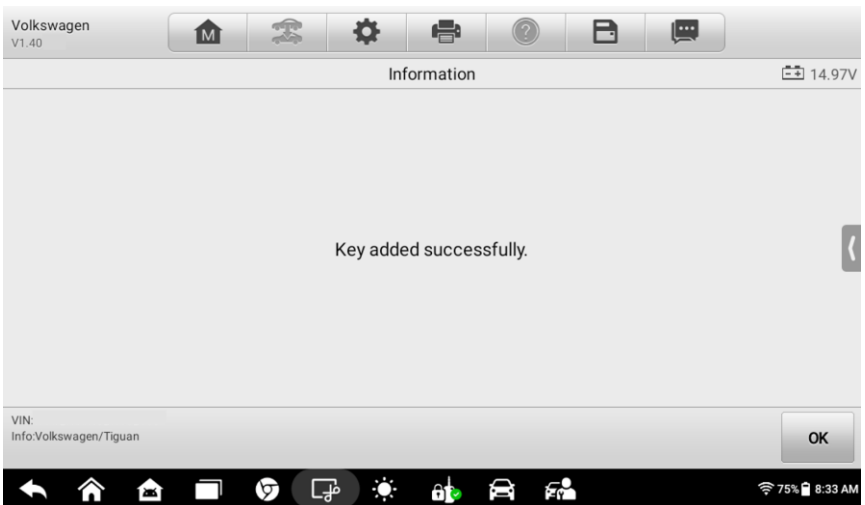 Volkswagen
V1.40
M
?
Information
14.97V
Key added successfully.
VIN:
Info:Volkswagen/Tiguan
OK
75% 8:33 AM